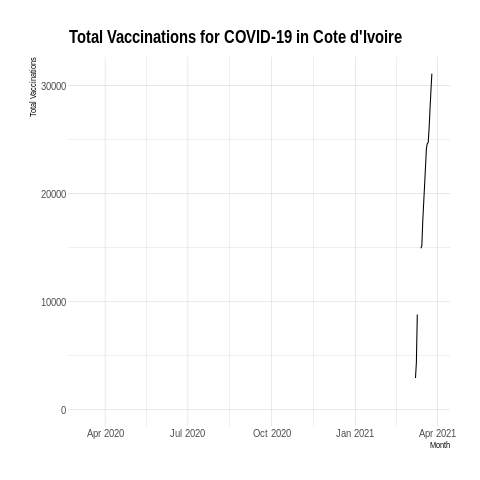 Total Vaccinations for COVID-19 in Cote d'Ivoire
Total Vaccinations
30000
20000
10000
0
Apr 2020 Jul 2020 Oct 2020 Jan 2021 Apr 2021
Month